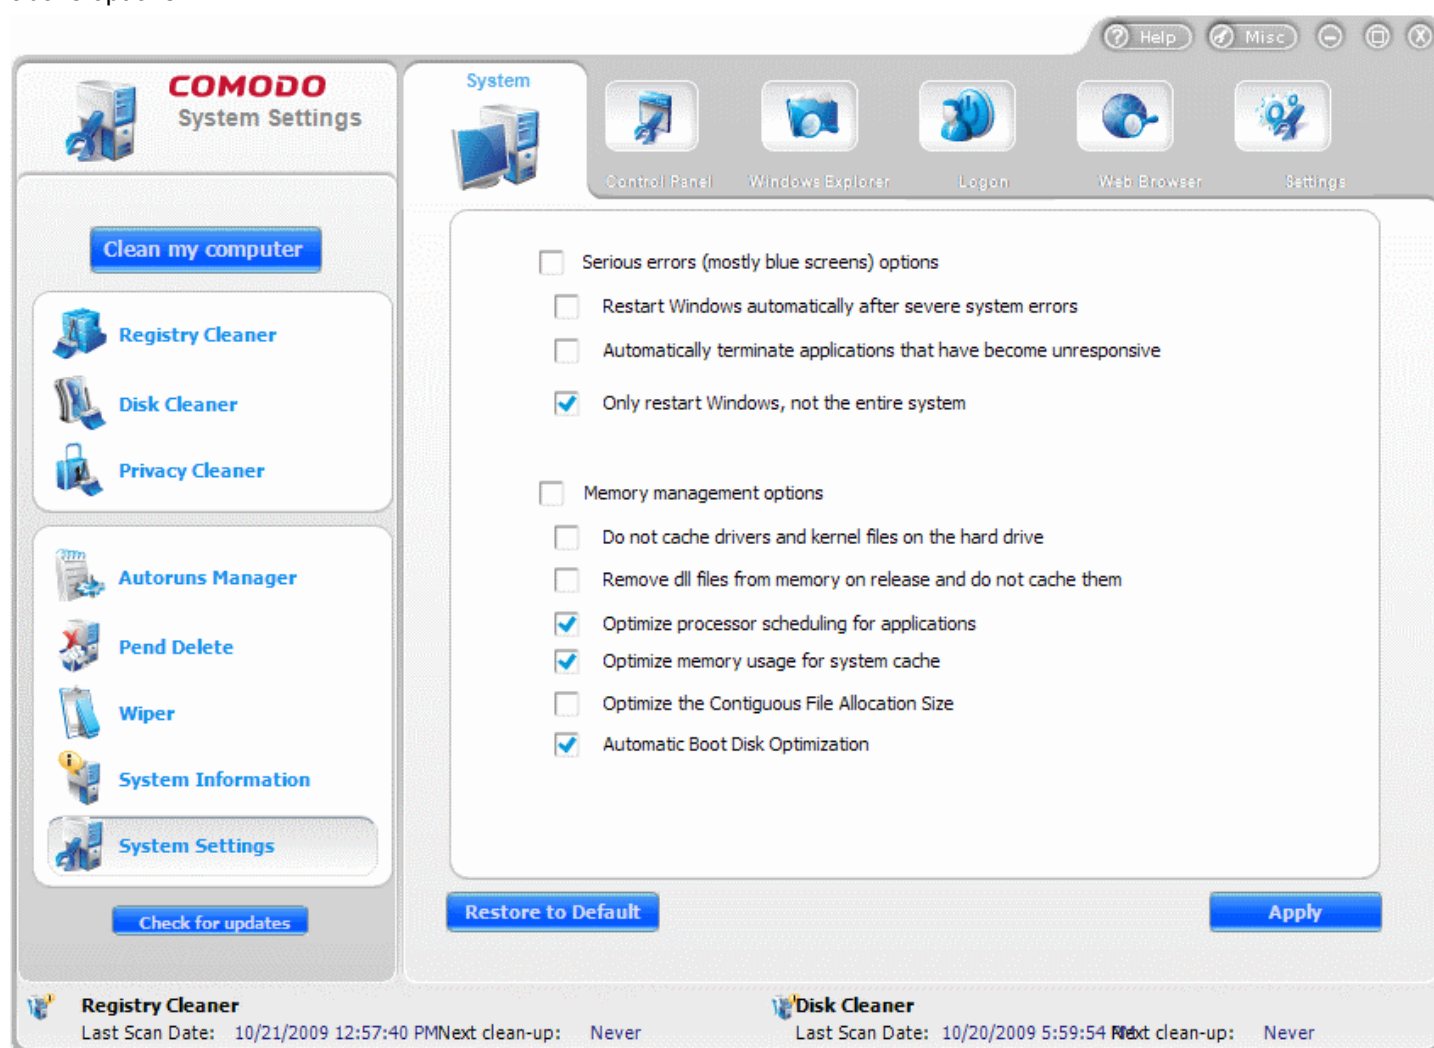 Help Misc
COMODO
System Settings
System
Control Panel Windows Explorer Logon Web Browser Settings
Clean my computer
Registry Cleaner
Disk Cleaner
Privacy Cleaner
Autoruns Manager
Pend Delete
Wiper
System Information
System Settings
Check for updates
Serious errors (mostly blue screens) options
Restart Windows automatically after severe system errors
Automatically terminate applications that have become unresponsive
Only restart Windows, not the entire system
Memory management options
Do not cache drivers and kernel files on the hard drive
Remove dll files from memory on release and do not cache them
Optimize processor scheduling for applications
Optimize memory usage for system cache
Optimize the Contiguous File Allocation Size
Automatic Boot Disk Optimization
Restore to Default Apply
Registry Cleaner
Last Scan Date: 10/21/2009 12:57:40 PM Next clean-up: Never
Disk Cleaner
Last Scan Date: 10/20/2009 5:59:54 clean-up: Never